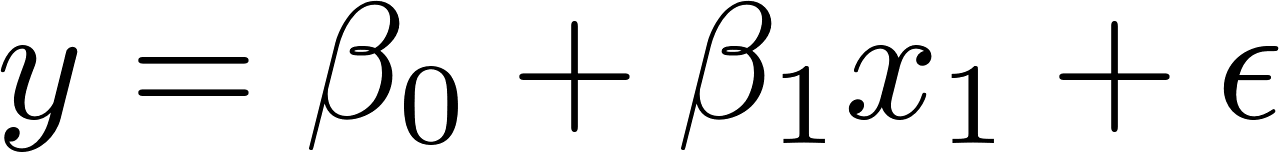 y = β₀ + β₁x₁ + ϵ